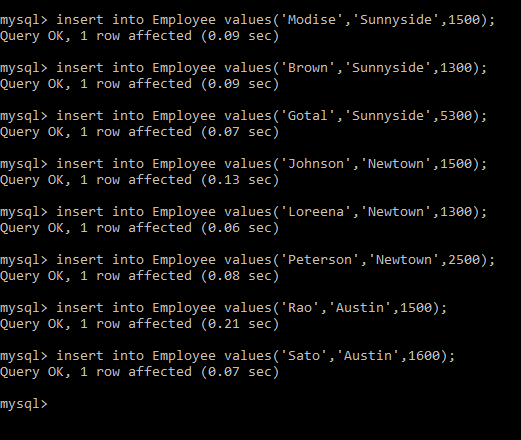 mysql> insert into Employee values('Modise','Sunnyside',1500);
Query OK, 1 row affected (0.09 sec)
mysql> insert into Employee values('Brown','Sunnyside',1300);
Query OK, 1 row affected (0.09 sec)
mysql> insert into Employee values('Gotal','Sunnyside',5300);
Query OK, 1 row affected (0.07 sec)
mysql> insert into Employee values('Johnson','Newtown',1500);
Query OK, 1 row affected (0.13 sec)
mysql> insert into Employee values('Loreena','Newtown',1300);
Query OK, 1 row affected (0.06 sec)
mysql> insert into Employee values('Peterson','Newtown',2500);
Query OK, 1 row affected (0.08 sec)
mysql> insert into Employee values('Rao','Austin',1500);
Query OK, 1 row affected (0.21 sec)
mysql> insert into Employee values('Sato','Austin',1600);
Query OK, 1 row affected (0.07 sec)
mysql>